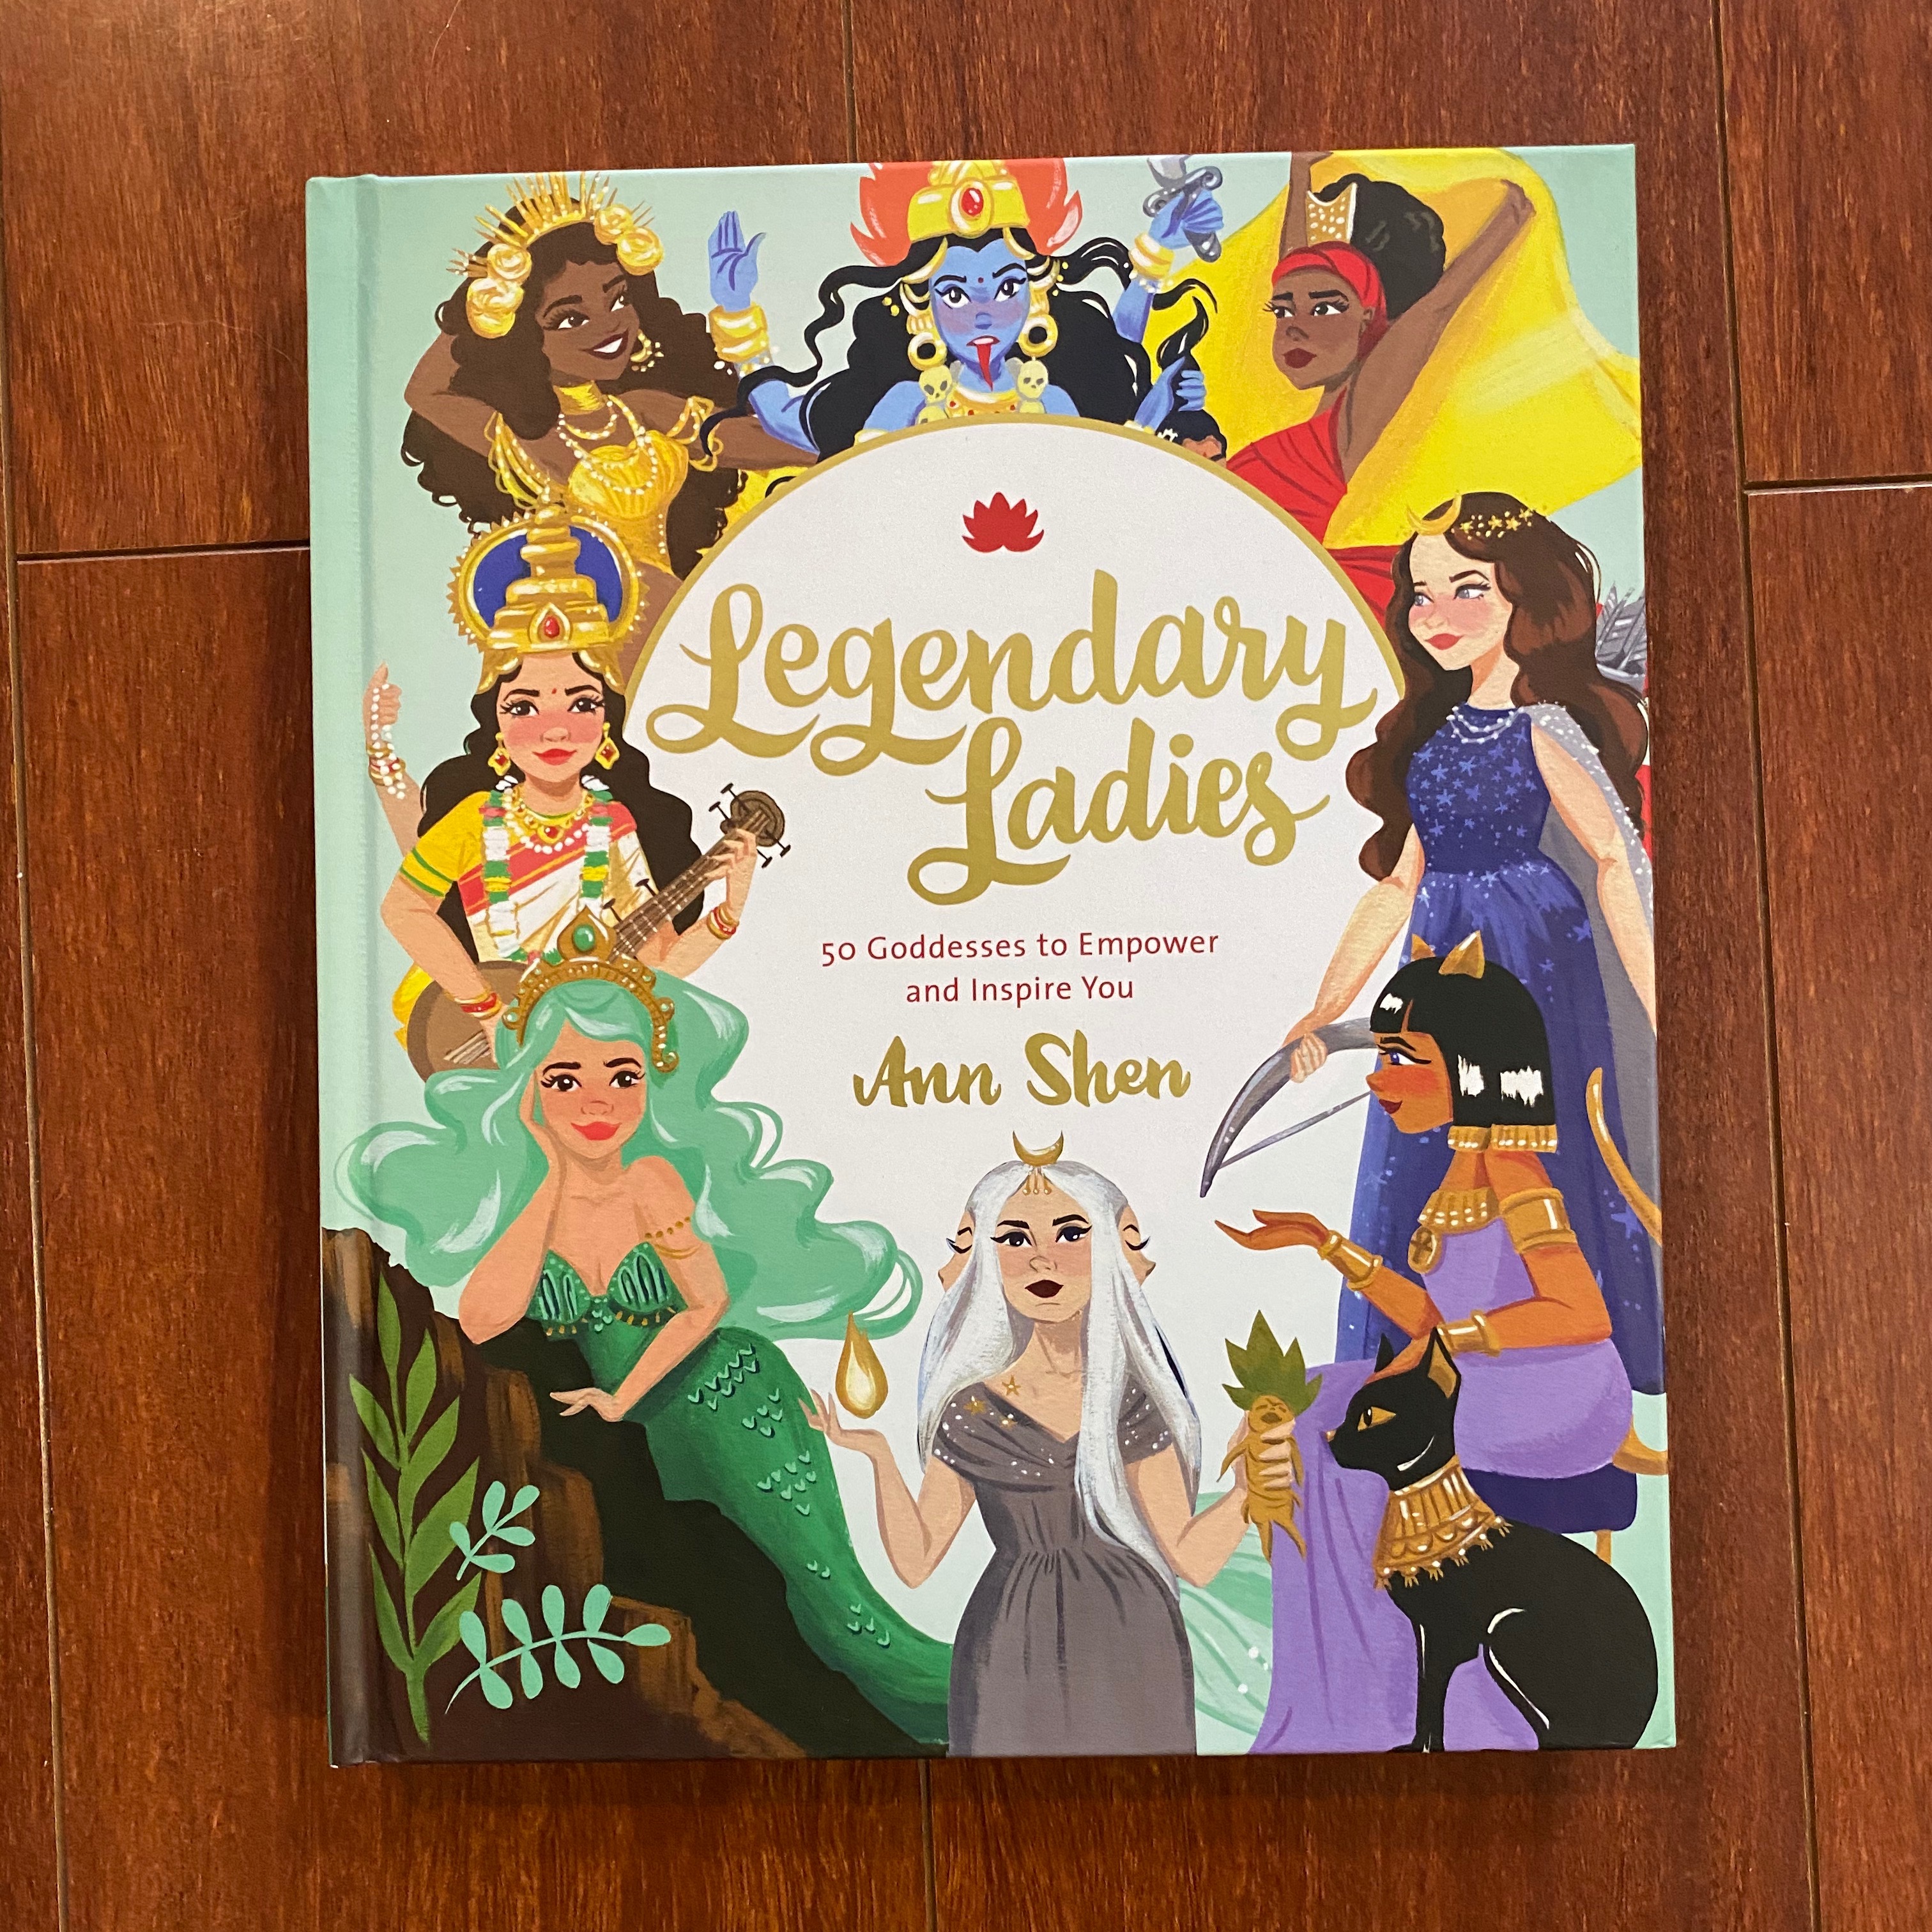 Legendary
Ladies
50 Goddesses to Empower
and Inspire You
Ann Shen